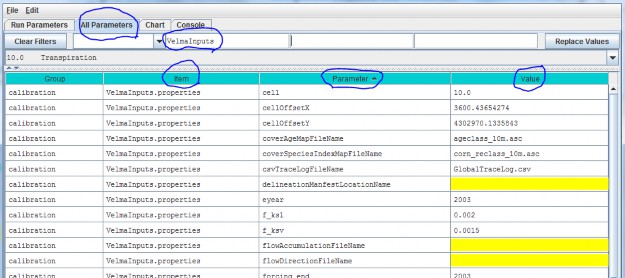 File Edit
Run Parameters All Parameters Chart Console
Clear Filters VelmaInputs Replace Values
10.0 Transpiration
Group Item Parameter Value
calibration VelmaInputs.properties cell 10.0
calibration VelmaInputs.properties cellOffsetX 3600.43654274
calibration VelmaInputs.properties cellOffsetY 4302970.1335843
calibration VelmaInputs.properties coverAgeMapFileName ageclass_10m.asc
calibration VelmaInputs.properties coverSpeciesIndexMapFileName corn_reclass_10m.asc
calibration VelmaInputs.properties csvTraceLogFileName GlobalTraceLog.csv
calibration VelmaInputs.properties delineationManfestLocationName
calibration VelmaInputs.properties eyear 2003
calibration VelmaInputs.properties f_ksl 0.002
calibration VelmaInputs.properties f_ksv 0.0015
calibration VelmaInputs.properties flowAccumulationFileName
calibration VelmaInputs.properties flowDirectionFileName
calibration VelmaInputs.properties forcing_end 2003